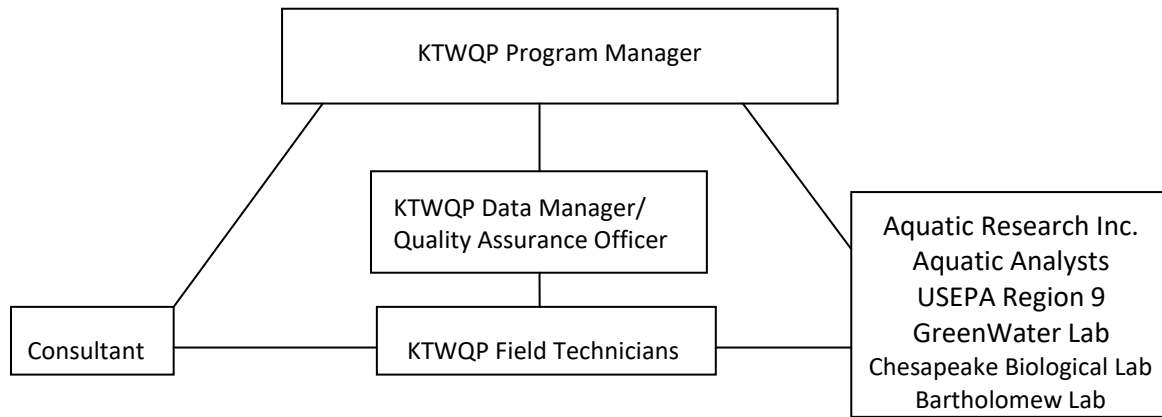 KTWQP Program Manager
KTWQP Data Manager/
Quality Assurance Officer
Aquatic Research Inc.
Aquatic Analysts
USEPA Region 9
GreenWater Lab
Chesapeake Biological Lab
Bartholomew Lab
Consultant
KTWQP Field Technicians